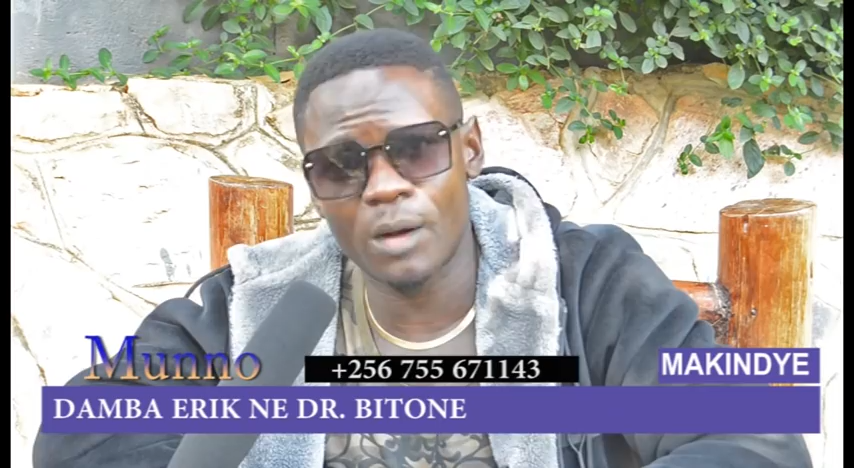 Munno
+256 755 671143
MAKINDYE
DAMBA ERIK NE DR. BITONE